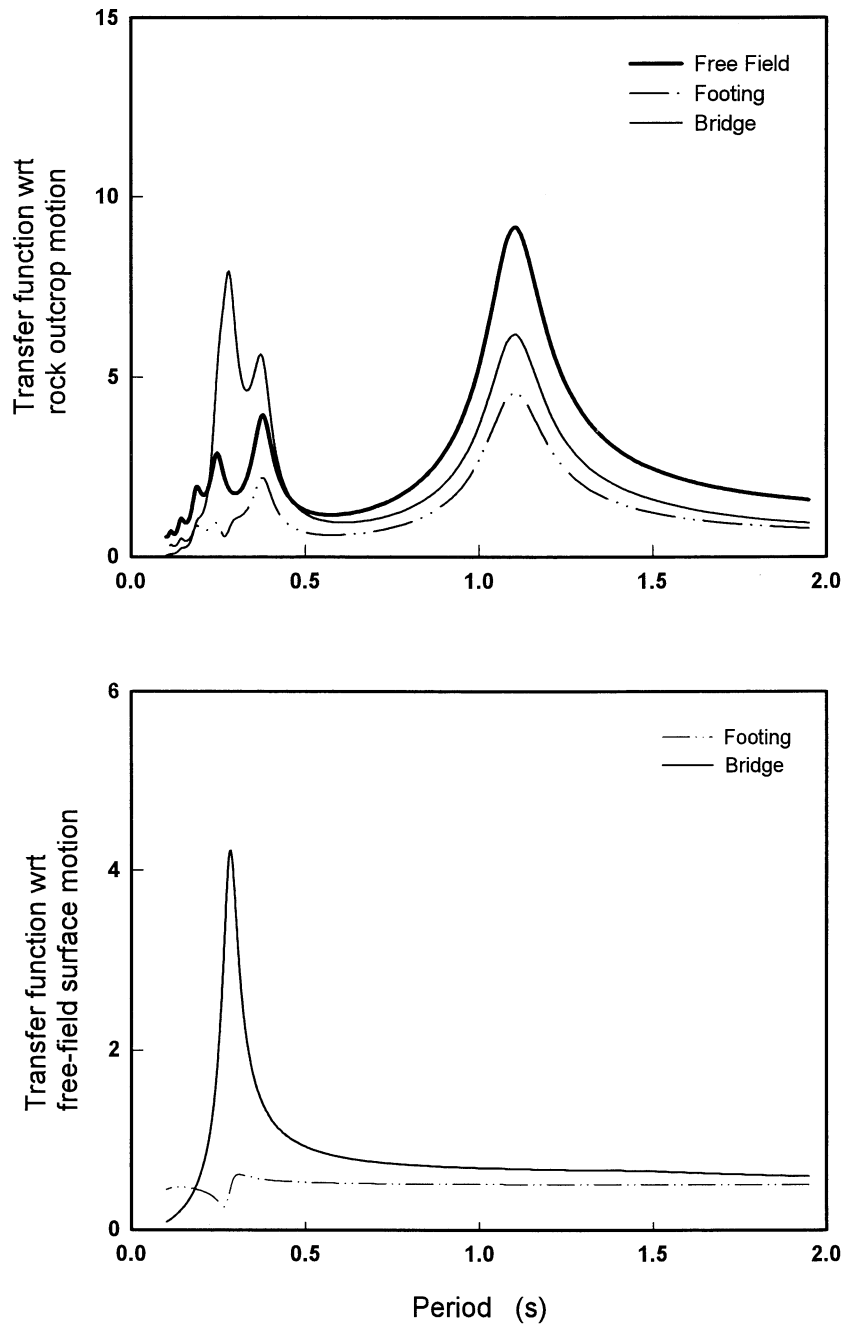 15
10
5
0
Transfer function wrt
rock outcrop motion
Free Field
Footing
Bridge
0.0 0.5 1.0 1.5 2.0
6
4
2
0
Transfer function wrt
free-field surface motion
Footing
Bridge
0.0 0.5 1.0 1.5 2.0
Period (s)